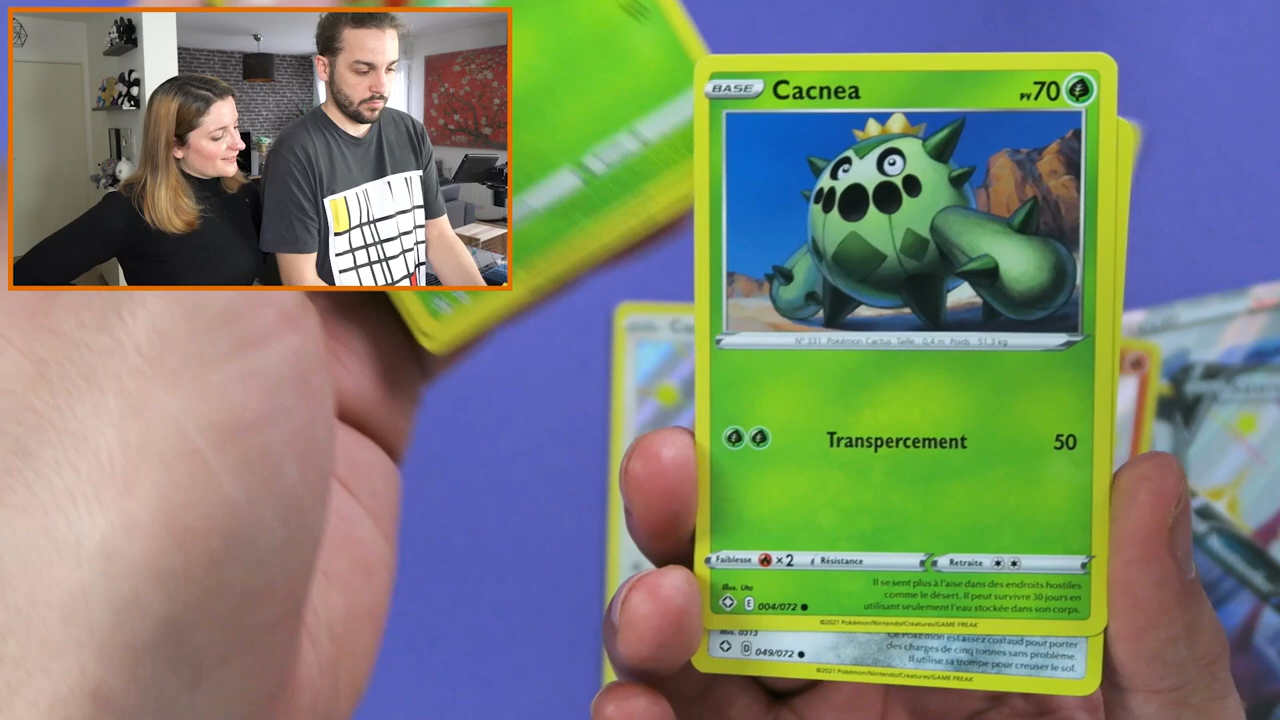 BASE Cacnea PV70
N° 331 Pokémon Cactus Taille : 0,4 m Poids : 51,3 kg
Transpercement 50
Faiblesse ×2 Résistance Retraite
Illus. Uta
Il se sent plus à l'aise dans des endroits hostiles
comme le désert. Il peut survivre 30 jours en
utilisant seulement l'eau stockée dans son corps.
E 004/072
©2021 Pokémon/Nintendo/Creatures/GAME FREAK
Illus. 0313
Ce Pokémon est assez costaud pour porter
des charges de cinq tonnes sans problème.
Il utilise sa trompe pour creuser le sol.
D 049/072
©2021 Pokémon/Nintendo/Creatures/GAME FREAK